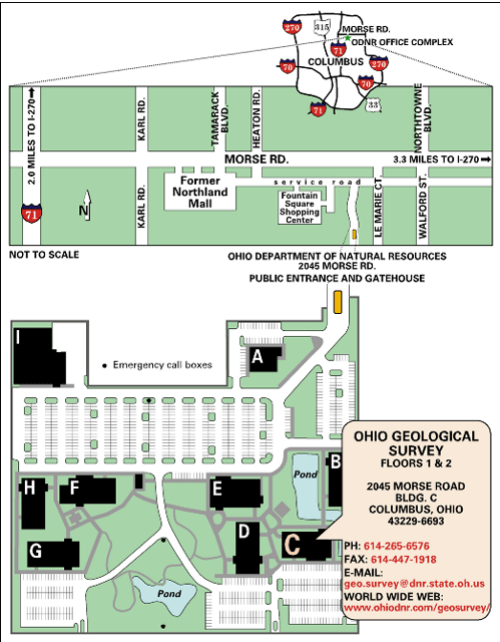 270
315
MORSE RD.
ODNR OFFICE COMPLEX
71
270
COLUMBUS
70
70
71
33
2.0 MILES TO I-270
KARL RD.
TAMARACK
BLVD.
HEATON RD.
NORTHTOWNE
BLVD.
MORSE RD.
3.3 MILES TO I-270
service road
Former
Northland
Mall
Fountain
Square
Shopping
Center
KARL RD.
LE MARIE CT.
WALFORD ST.
N
71
NOT TO SCALE
OHIO DEPARTMENT OF NATURAL RESOURCES
2045 MORSE RD.
PUBLIC ENTRANCE AND GATEHOUSE
I
A
Emergency call boxes
OHIO GEOLOGICAL
SURVEY
FLOORS 1 & 2
2045 MORSE ROAD
BLDG. C
COLUMBUS, OHIO
43229-6693
PH: 614-265-6576
FAX: 614-447-1918
E-MAIL:
geo.survey@dnr.state.oh.us
WORLD WIDE WEB:
www.ohiodnr.com/geosurvey/
Pond
B
H
F
E
G
D
C
Pond